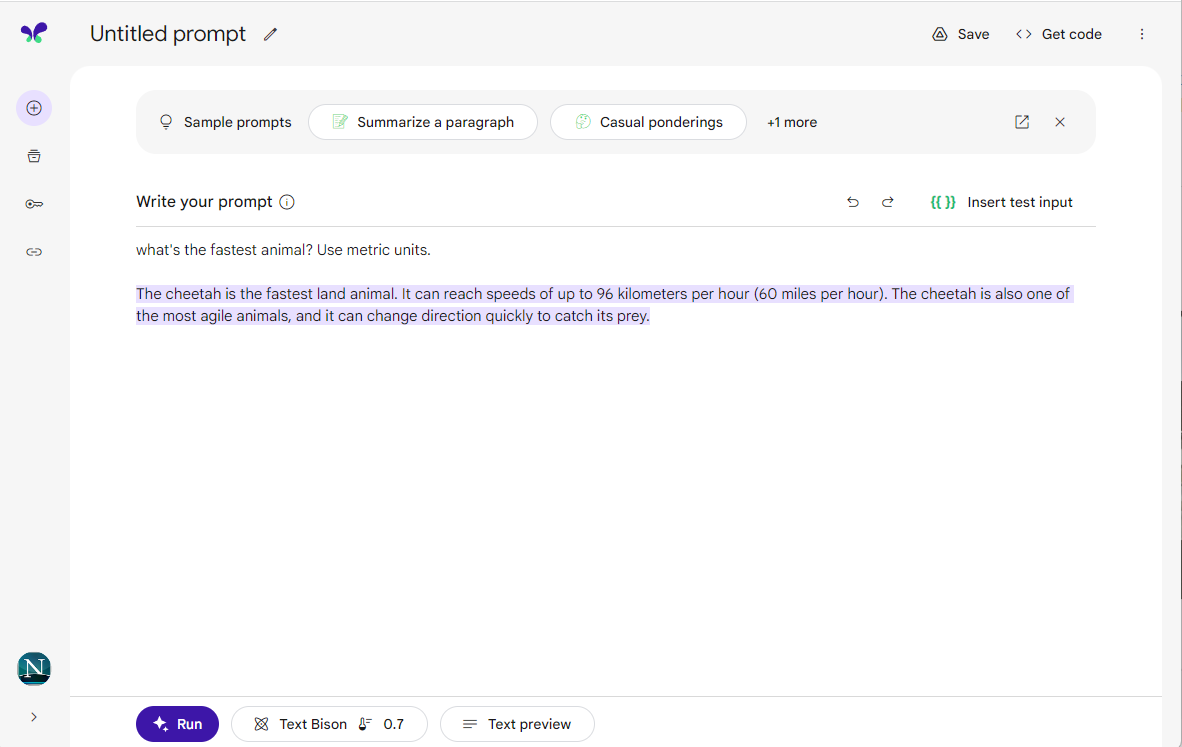 Untitled prompt
Save
Get code
Sample prompts
Summarize a paragraph
Casual ponderings
+1 more
Write your prompt
{{ }} Insert test input
what's the fastest animal? Use metric units.
The cheetah is the fastest land animal. It can reach speeds of up to 96 kilometers per hour (60 miles per hour). The cheetah is also one of
the most agile animals, and it can change direction quickly to catch its prey.
N
Run
Text Bison
0.7
Text preview